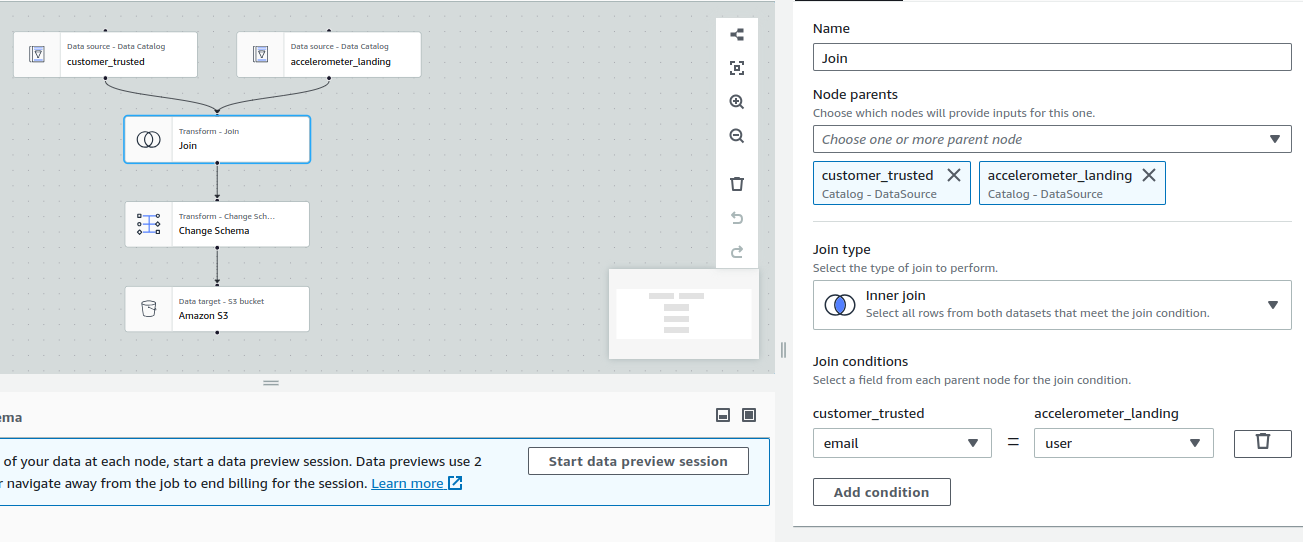 Data source - Data Catalog
customer_trusted
Data source - Data Catalog
accelerometer_landing
Transform - Join
Join
Transform - Change Sch...
Change Schema
Data target - S3 bucket
Amazon S3
ema
of your data at each node, start a data preview session. Data previews use 2
r navigate away from the job to end billing for the session. Learn more
Start data preview session
Name
Join
Node parents
Choose which nodes will provide inputs for this one.
Choose one or more parent node
customer_trusted
Catalog - DataSource
accelerometer_landing
Catalog - DataSource
Join type
Select the type of join to perform.
Inner join
Select all rows from both datasets that meet the join condition.
Join conditions
Select a field from each parent node for the join condition.
customer_trusted
accelerometer_landing
email = user
Add condition